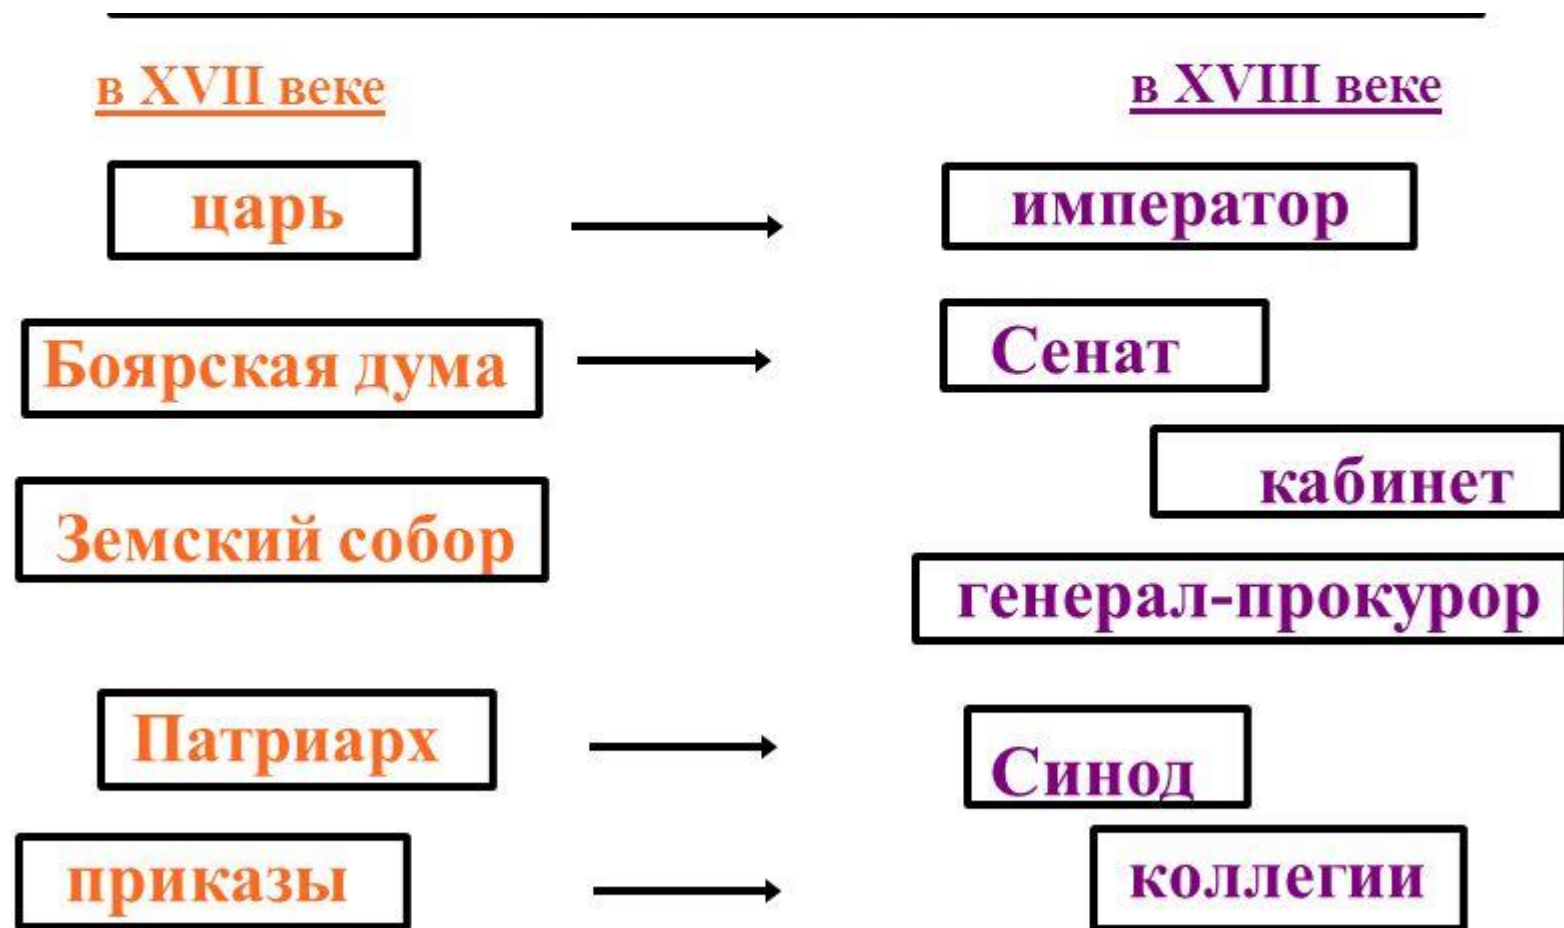 в XVII веке
в XVIII веке
царь
император
Боярская дума
Сенат
кабинет
Земский собор
генерал-прокурор
Патриарх
Синод
приказы
коллегии